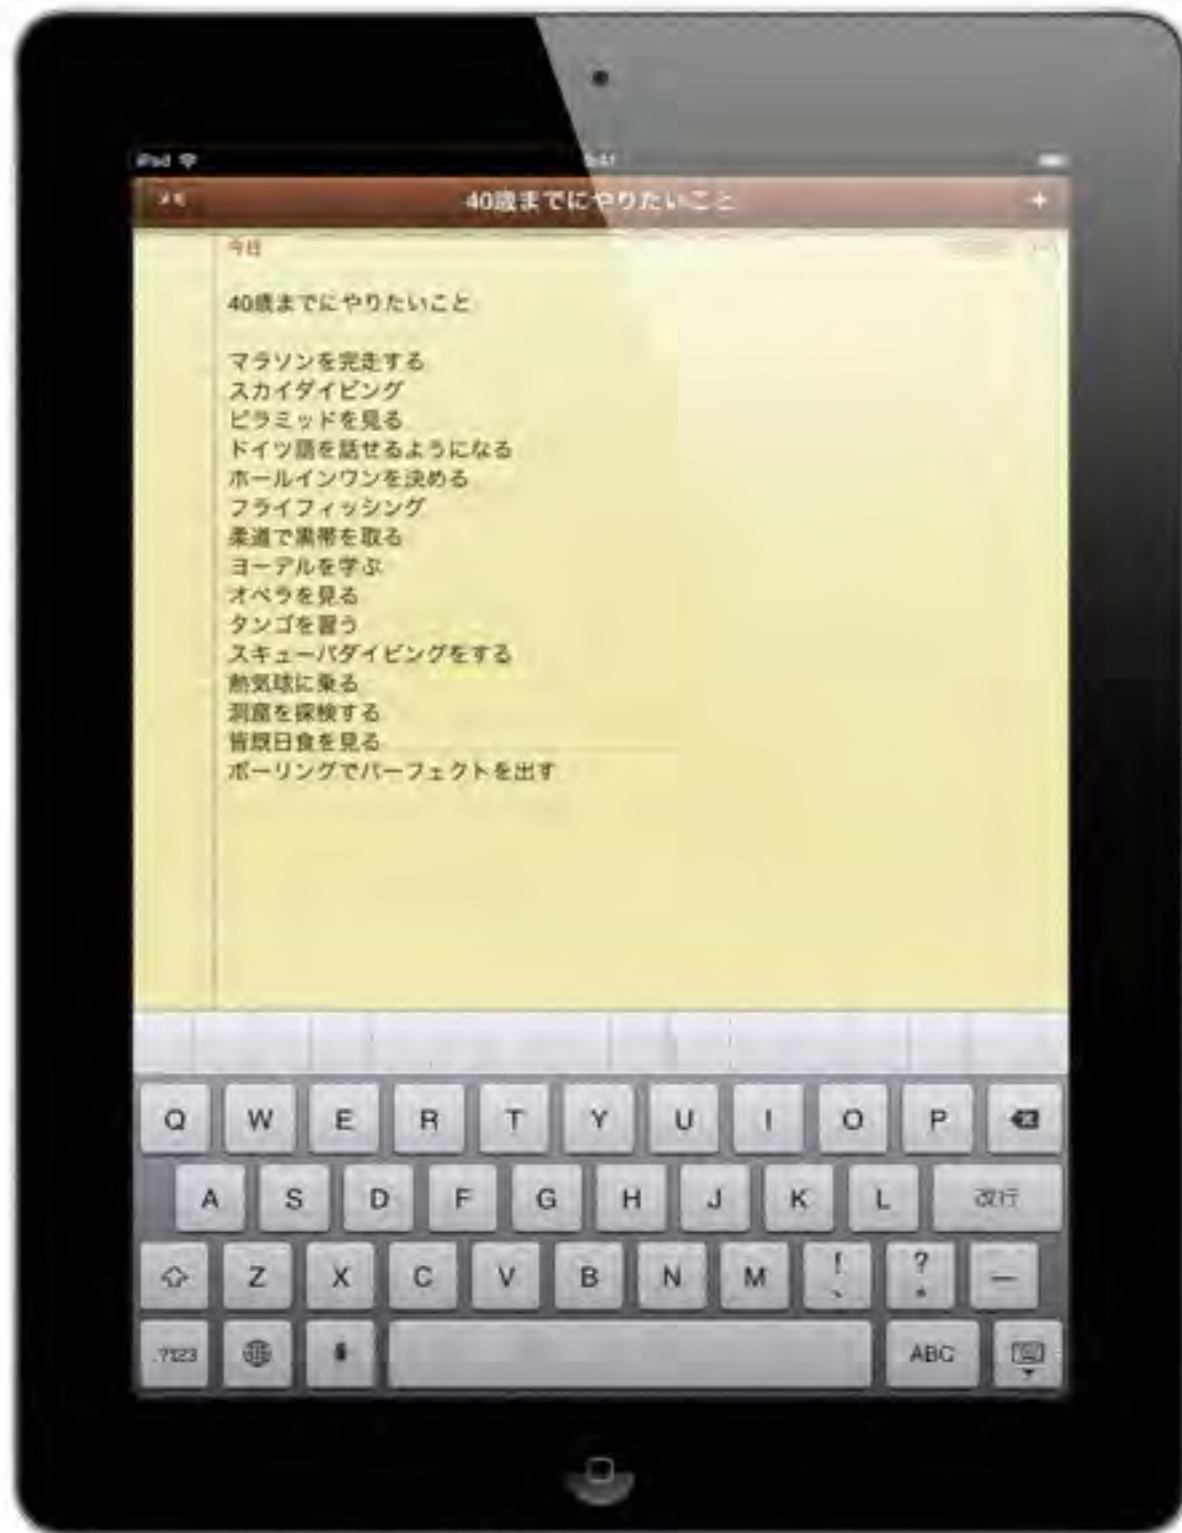 iPad
9:41
メモ
40歳までにやりたいこと
+
今日
40歳までにやりたいこと
マラソンを完走する
スカイダイビング
ピラミッドを見る
ドイツ語を話せるようになる
ホールインワンを決める
フライフィッシング
柔道で黒帯を取る
ヨーデルを学ぶ
オペラを見る
タンゴを習う
スキューバダイビングをする
熱気球に乗る
洞窟を探検する
皆既日食を見る
ボーリングでパーフェクトを出す
Q W E R T Y U I O P
A S D F G H J K L 改行
Z X C V B N M ! 、 ? 。 ー
.?123 ABC